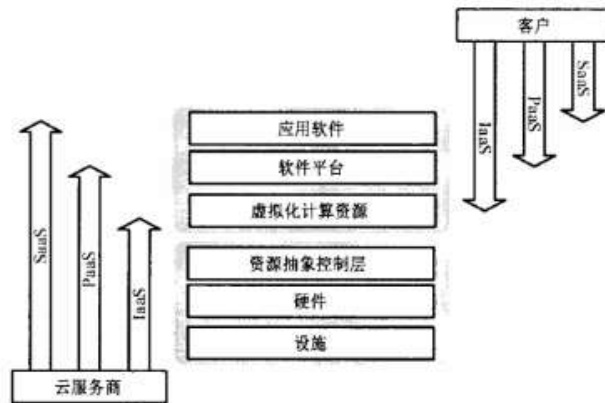 客户
SaaS
PaaS
IaaS
应用软件
软件平台
虚拟化计算资源
资源抽象控制层
硬件
设施
SaaS
PaaS
IaaS
云服务商